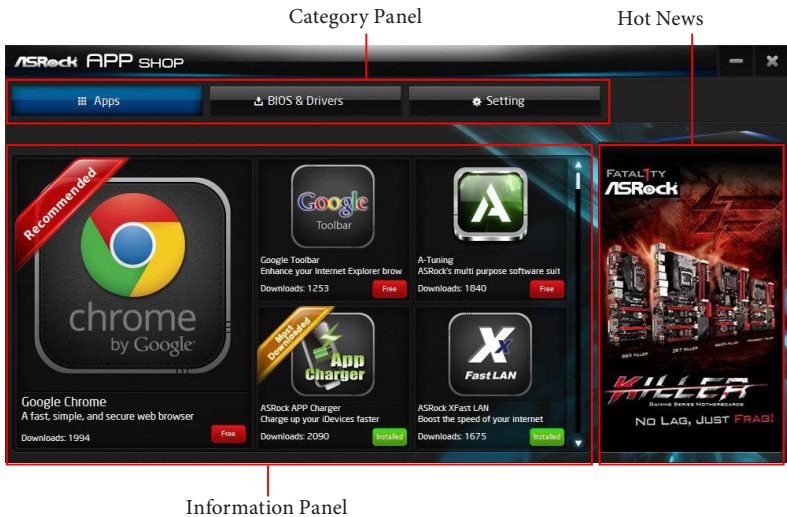 Category Panel
Hot News
ASRock APP SHOP
Apps
BIOS & Drivers
Setting
Recommended
chrome
by Google
Google Chrome
A fast, simple, and secure web browser
Downloads: 1994
Free
Google
Toolbar
Google Toolbar
Enhance your Internet Explorer brow
Downloads: 1253
Free
A
A-Tuning
ASRock's multi purpose software suit
Downloads: 1840
Free
Most
Downloaded
App
Charger
ASRock APP Charger
Charge up your iDevices faster
Downloads: 2090
Installed
X
Fast LAN
ASRock XFast LAN
Boost the speed of your internet
Downloads: 1675
Installed
FATAL1TY
ASRock
B85 KILLER
Z87 KILLER
KILLER
GAMING SERIES MOTHERBOARDS
NO LAG, JUST FRAG!
Information Panel